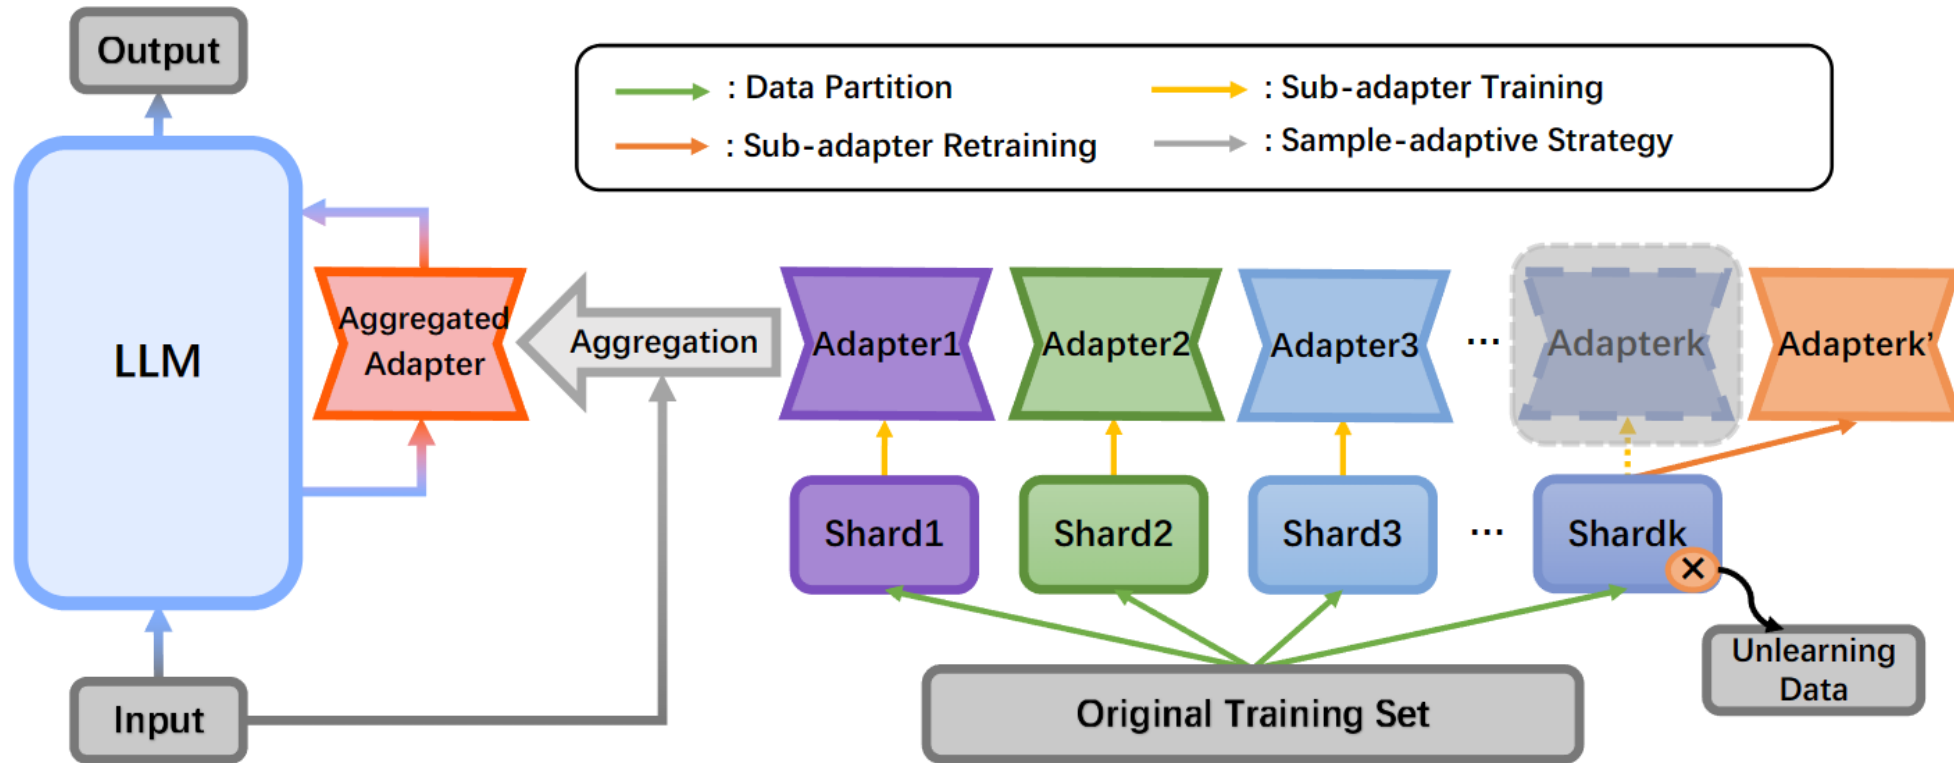 Output
: Data Partition
: Sub-adapter Training
: Sub-adapter Retraining
: Sample-adaptive Strategy
LLM
Aggregated
Adapter
Aggregation
Adapter1
Adapter2
Adapter3
...
Adapterk
Adapterk’
Shard1
Shard2
Shard3
...
Shardk
×
Unlearning
Data
Input
Original Training Set